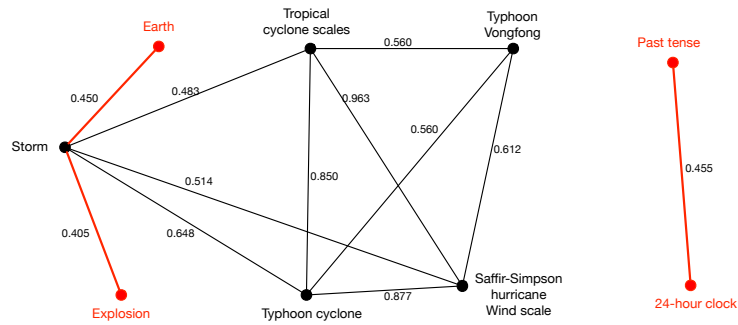 Earth
Tropical
cyclone scales
Typhoon
Vongfong
Past tense
0.560
0.450
0.483
0.963
0.560
Storm
0.612
0.455
0.514
0.850
0.405
0.648
Saffir-Simpson
hurricane
Wind scale
0.877
Explosion
Typhoon cyclone
24-hour clock